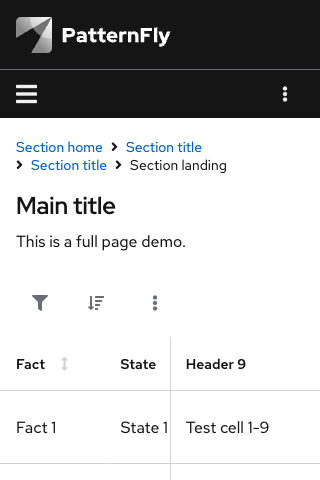 PatternFly
Section home > Section title
> Section title > Section landing
Main title
This is a full page demo.
Fact State Header 9
Fact 1 State 1 Test cell 1-9